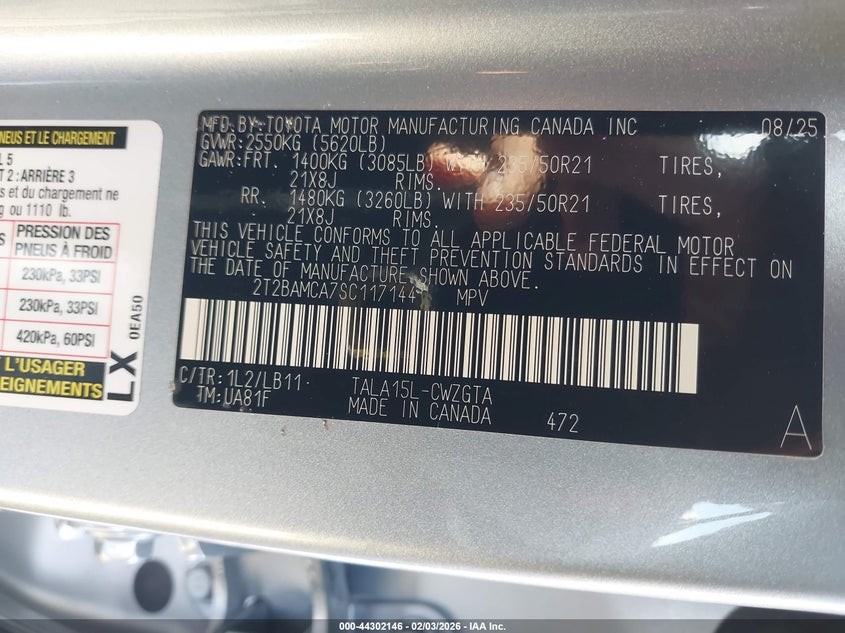 NEUS ET LE CHARGEMENT
L 5
T 2 : ARRIÈRE 3
s et du chargement ne
g ou 1110 lb.
S
PRESSION DES
PNEUS À FROID
230kPa, 33PSI
230kPa, 33PSI
420kPa, 60PSI
L'USAGER
EIGNEMENTS
LX
0EA50
MFD.BY:TOYOTA MOTOR MANUFACTURING CANADA INC 08/25
GVWR:2550KG (5620LB)
GAWR:FRT. 1400KG (3085LB) WITH 235/50R21 TIRES,
21X8J RIMS.
RR. 1480KG (3260LB) WITH 235/50R21 TIRES,
21X8J RIMS.
THIS VEHICLE CONFORMS TO ALL APPLICABLE FEDERAL MOTOR
VEHICLE SAFETY AND THEFT PREVENTION STANDARDS IN EFFECT ON
THE DATE OF MANUFACTURE SHOWN ABOVE.
2T2BAMCA7SC117144 MPV
C/TR:1L2/LB11
TALA15L-CWZGTA
TM:UA81F
MADE IN CANADA
472
A
000-44302146 - 02/03/2026 - IAA Inc.